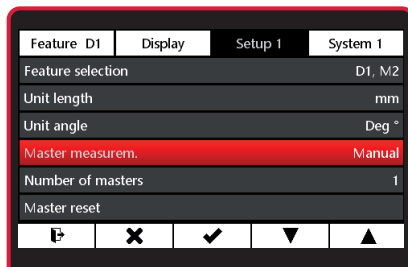 Feature D1 Display Setup 1 System 1
Feature selection D1, M2
Unit length mm
Unit angle Deg °
Master measurem. Manual
Number of masters 1
Master reset